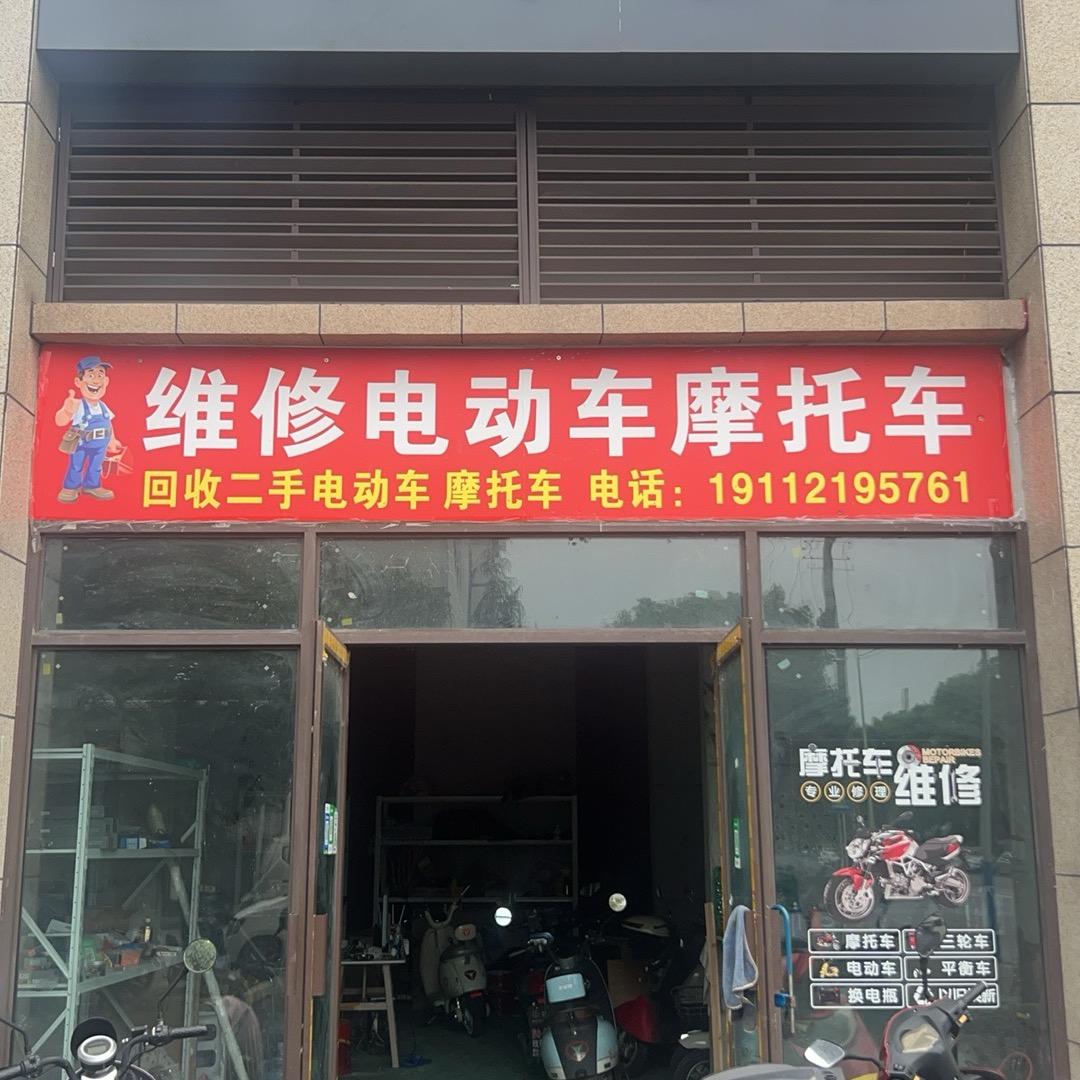 维修电动车摩托车
回收二手电动车 摩托车 电话：19112195761
摩托车
MOTORBIKES
REPAIR
专业修理
维修
摩托车 三轮车
电动车 平衡车
换电瓶